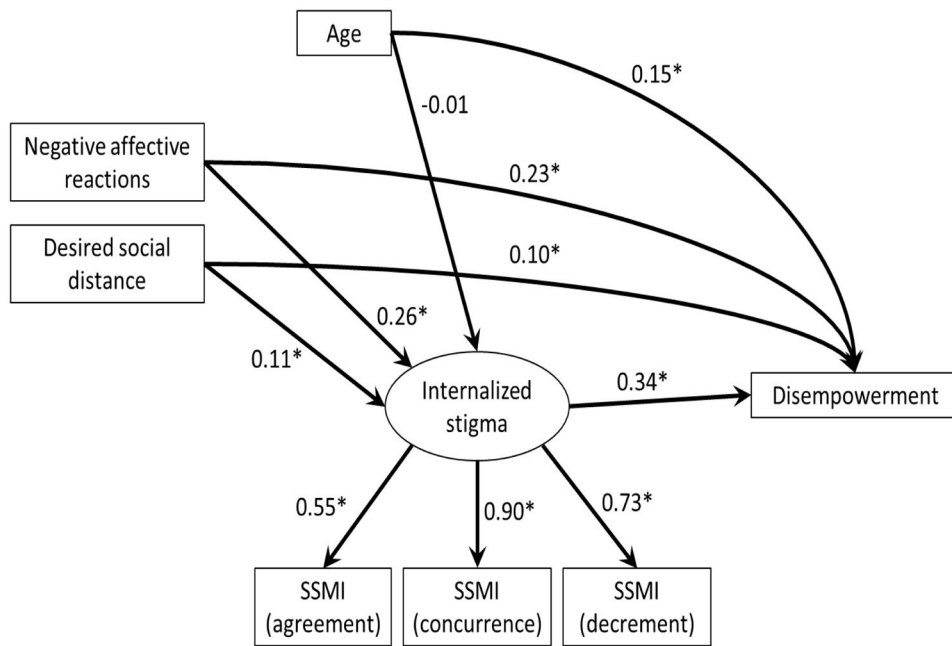 Age
0.15*
-0.01
Negative affective
reactions
0.23*
Desired social
distance
0.10*
0.26*
0.11*
Internalized
stigma
0.34*
Disempowerment
0.55*
0.90*
0.73*
SSMI
(agreement)
SSMI
(concurrence)
SSMI
(decrement)